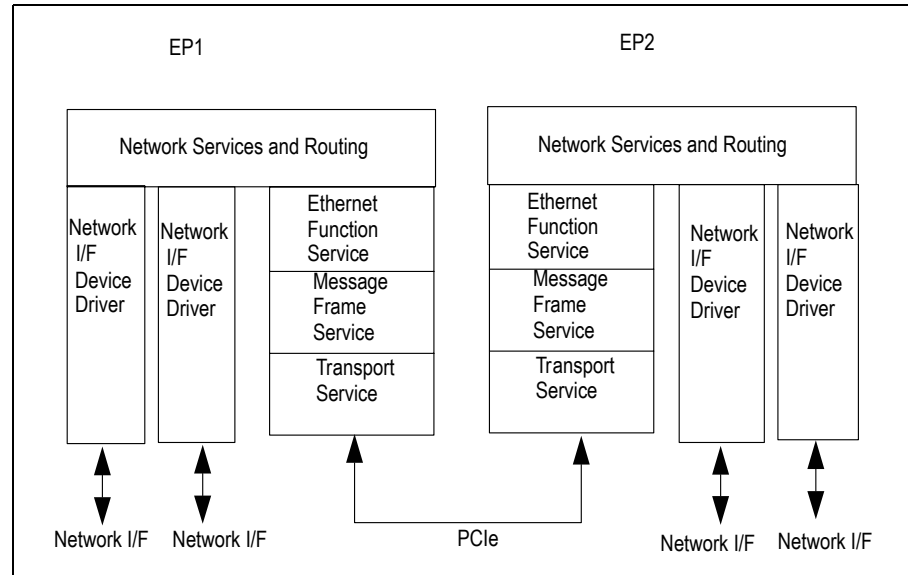 EP1
EP2
Network Services and Routing
Network Services and Routing
Network
I/F
Device
Driver
Network
I/F
Device
Driver
Ethernet
Function
Service
Message
Frame
Service
Transport
Service
Ethernet
Function
Service
Message
Frame
Service
Transport
Service
Network
I/F
Device
Driver
Network
I/F
Device
Driver
Network I/F
Network I/F
PCIe
Network I/F
Network I/F